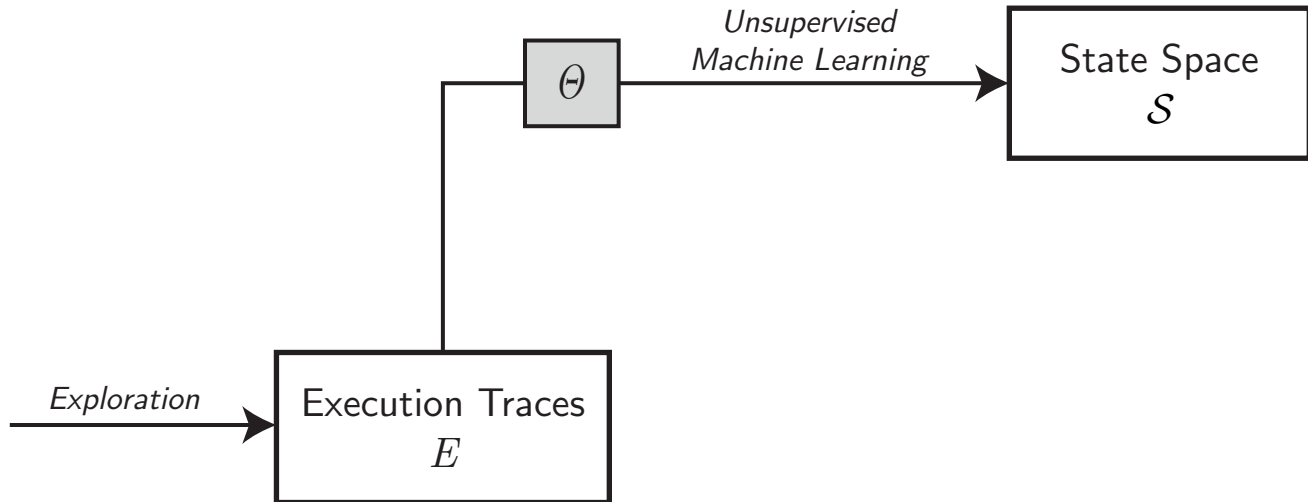 Unsupervised
Machine Learning
State Space
𝒮
Θ
Exploration
Execution Traces
E